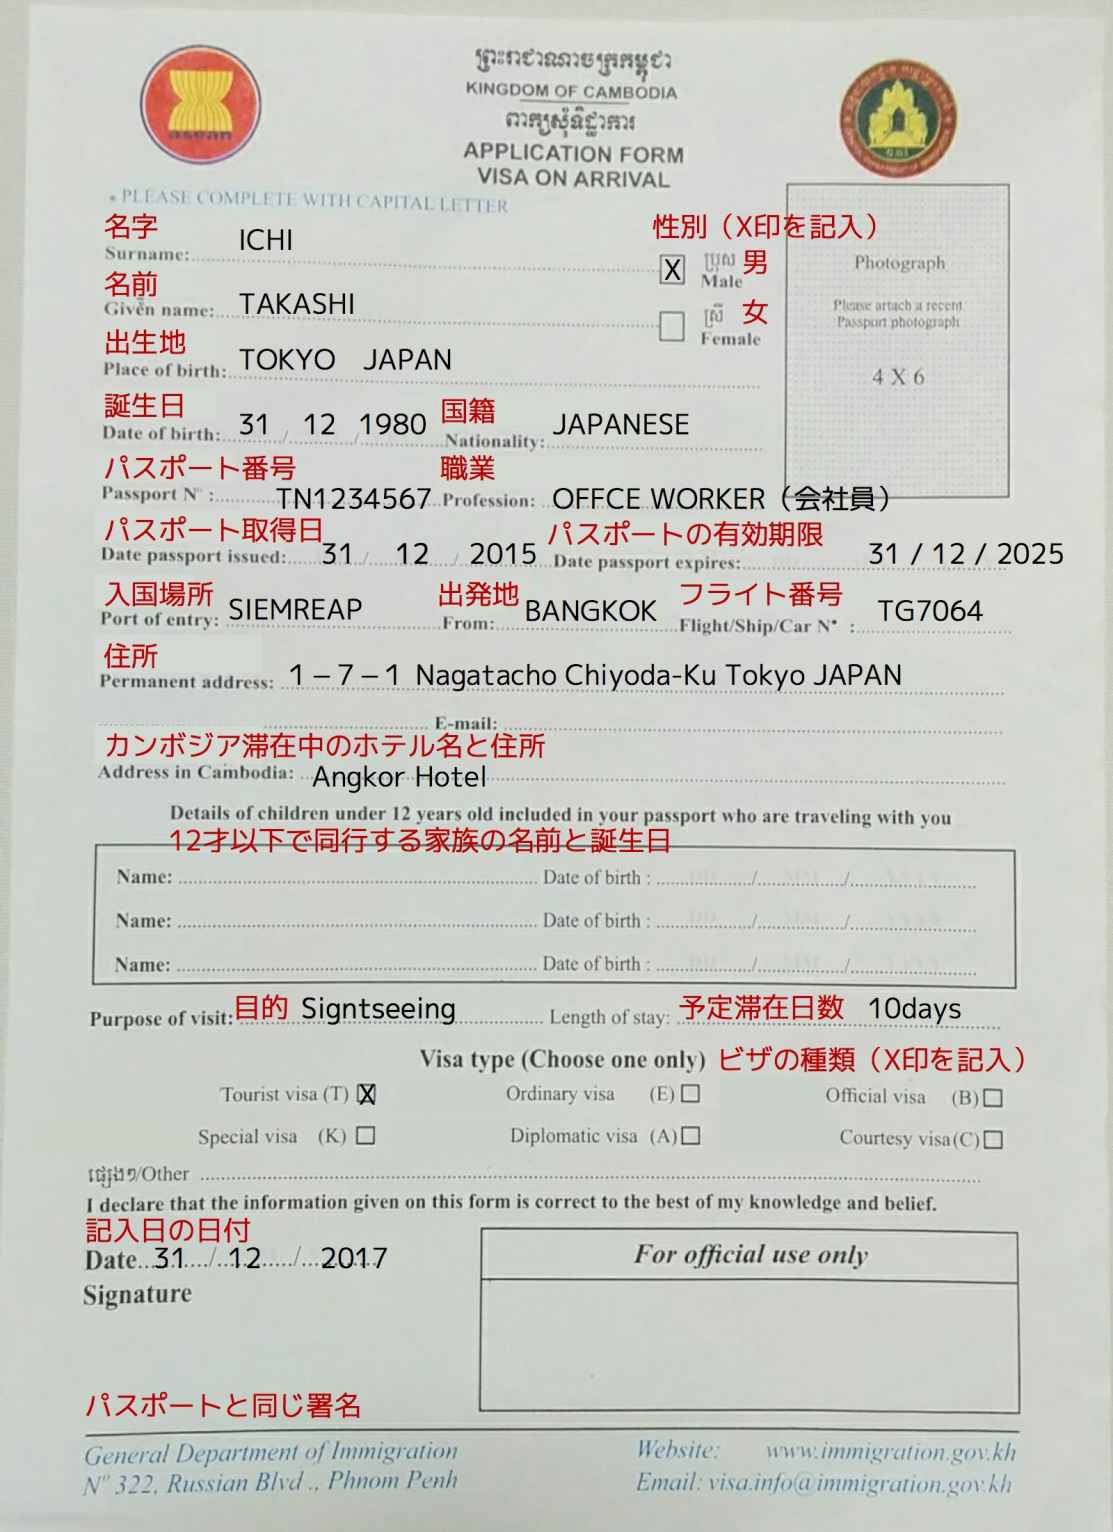 asean
ព្រះរាជាណាចក្រកម្ពុជា
KINGDOM OF CAMBODIA
ពាក្យសុំទិដ្ឋាការ
APPLICATION FORM
VISA ON ARRIVAL
* PLEASE COMPLETE WITH CAPITAL LETTER
名字 性別（X印を記入）
Surname: ICHI X ប្រុស 男
Male
名前
Given name: TAKASHI ស្រី 女
Female
Photograph
Please attach a recent
Passport photograph
4 X 6
出生地
Place of birth: TOKYO JAPAN
誕生日 国籍
Date of birth: 31 / 12 / 1980 Nationality: JAPANESE
パスポート番号 職業
Passport Nº : TN1234567 Profession: OFFCE WORKER（会社員）
パスポート取得日 パスポートの有効期限
Date passport issued: 31 / 12 / 2015 Date passport expires: 31 / 12 / 2025
入国場所 出発地 フライト番号
Port of entry: SIEMREAP From: BANGKOK Flight/Ship/Car Nº : TG7064
住所
Permanent address: 1－7－1 Nagatacho Chiyoda-Ku Tokyo JAPAN
E-mail:
カンボジア滞在中のホテル名と住所
Address in Cambodia: Angkor Hotel
Details of children under 12 years old included in your passport who are traveling with you
12才以下で同行する家族の名前と誕生日
Name: Date of birth : / /
Name: Date of birth : / /
Name: Date of birth : / /
Purpose of visit: 目的 Signtseeing Length of stay: 予定滞在日数 10days
Visa type (Choose one only) ビザの種類（X印を記入）
Tourist visa (T) X Ordinary visa (E) Official visa (B)
Special visa (K) Diplomatic visa (A) Courtesy visa (C)
ផ្សេងៗ/Other
I declare that the information given on this form is correct to the best of my knowledge and belief.
記入日の日付
Date 31 / 12 / 2017
For official use only
Signature
パスポートと同じ署名
General Department of Immigration Website: www.immigration.gov.kh
Nº 322, Russian Blvd ., Phnom Penh Email: visa.info@immigration.gov.kh